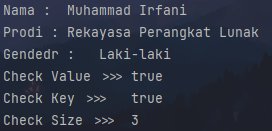 Nama :  Muhammad Irfani
Prodi : Rekayasa Perangkat Lunak
Gendedr :   Laki-laki
Check Value >>> true
Check Key >>>   true
Check Size >>>  3